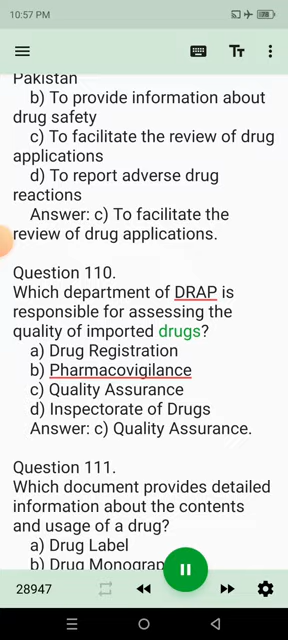 10:57 PM
Pakistan
b) To provide information about
drug safety
c) To facilitate the review of drug
applications
d) To report adverse drug
reactions
Answer: c) To facilitate the
review of drug applications.
Question 110.
Which department of DRAP is
responsible for assessing the
quality of imported drugs?
a) Drug Registration
b) Pharmacovigilance
c) Quality Assurance
d) Inspectorate of Drugs
Answer: c) Quality Assurance.
Question 111.
Which document provides detailed
information about the contents
and usage of a drug?
a) Drug Label
b) Drug Monograp
28947